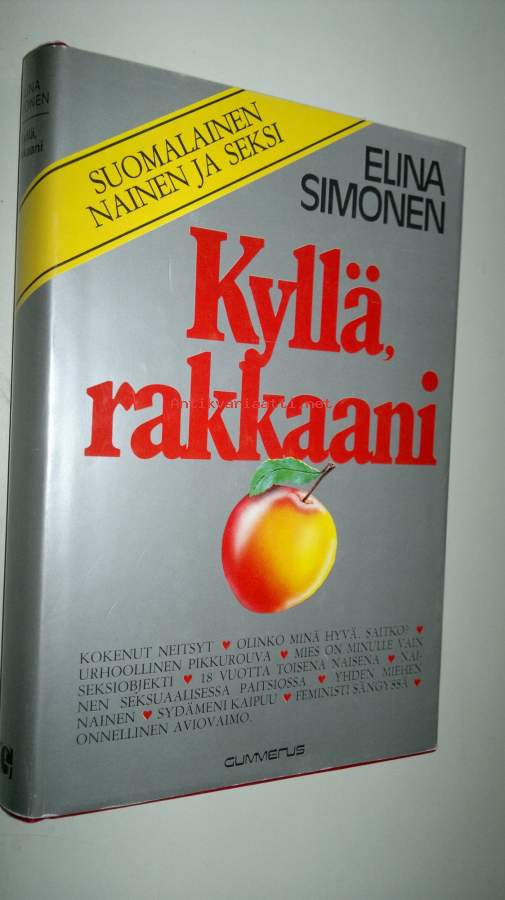 SUOMALAINEN
NAINEN JA SEKSI
ELINA
SIMONEN
Kyllä,
rakkaani
Antikvariaatti.net
KOKENUT NEITSYT ♥ OLINKO MINÄ HYVÄ, SAITKO? ♥
URHOOLLINEN PIKKUROUVA ♥ MIES ON MINULLE VAIN
SEKSIOBJEKTI ♥ 18 VUOTTA TOISENA NAISENA ♥ NAI-
NEN SEKSUAALISESSA PAITSIOSSA ♥ YHDEN MIEHEN
NAINEN ♥ SYDÄMENI KAIPUU ♥ FEMINISTI SÄNGYSSÄ ♥
ONNELLINEN AVIOVAIMO.
GUMMERUS